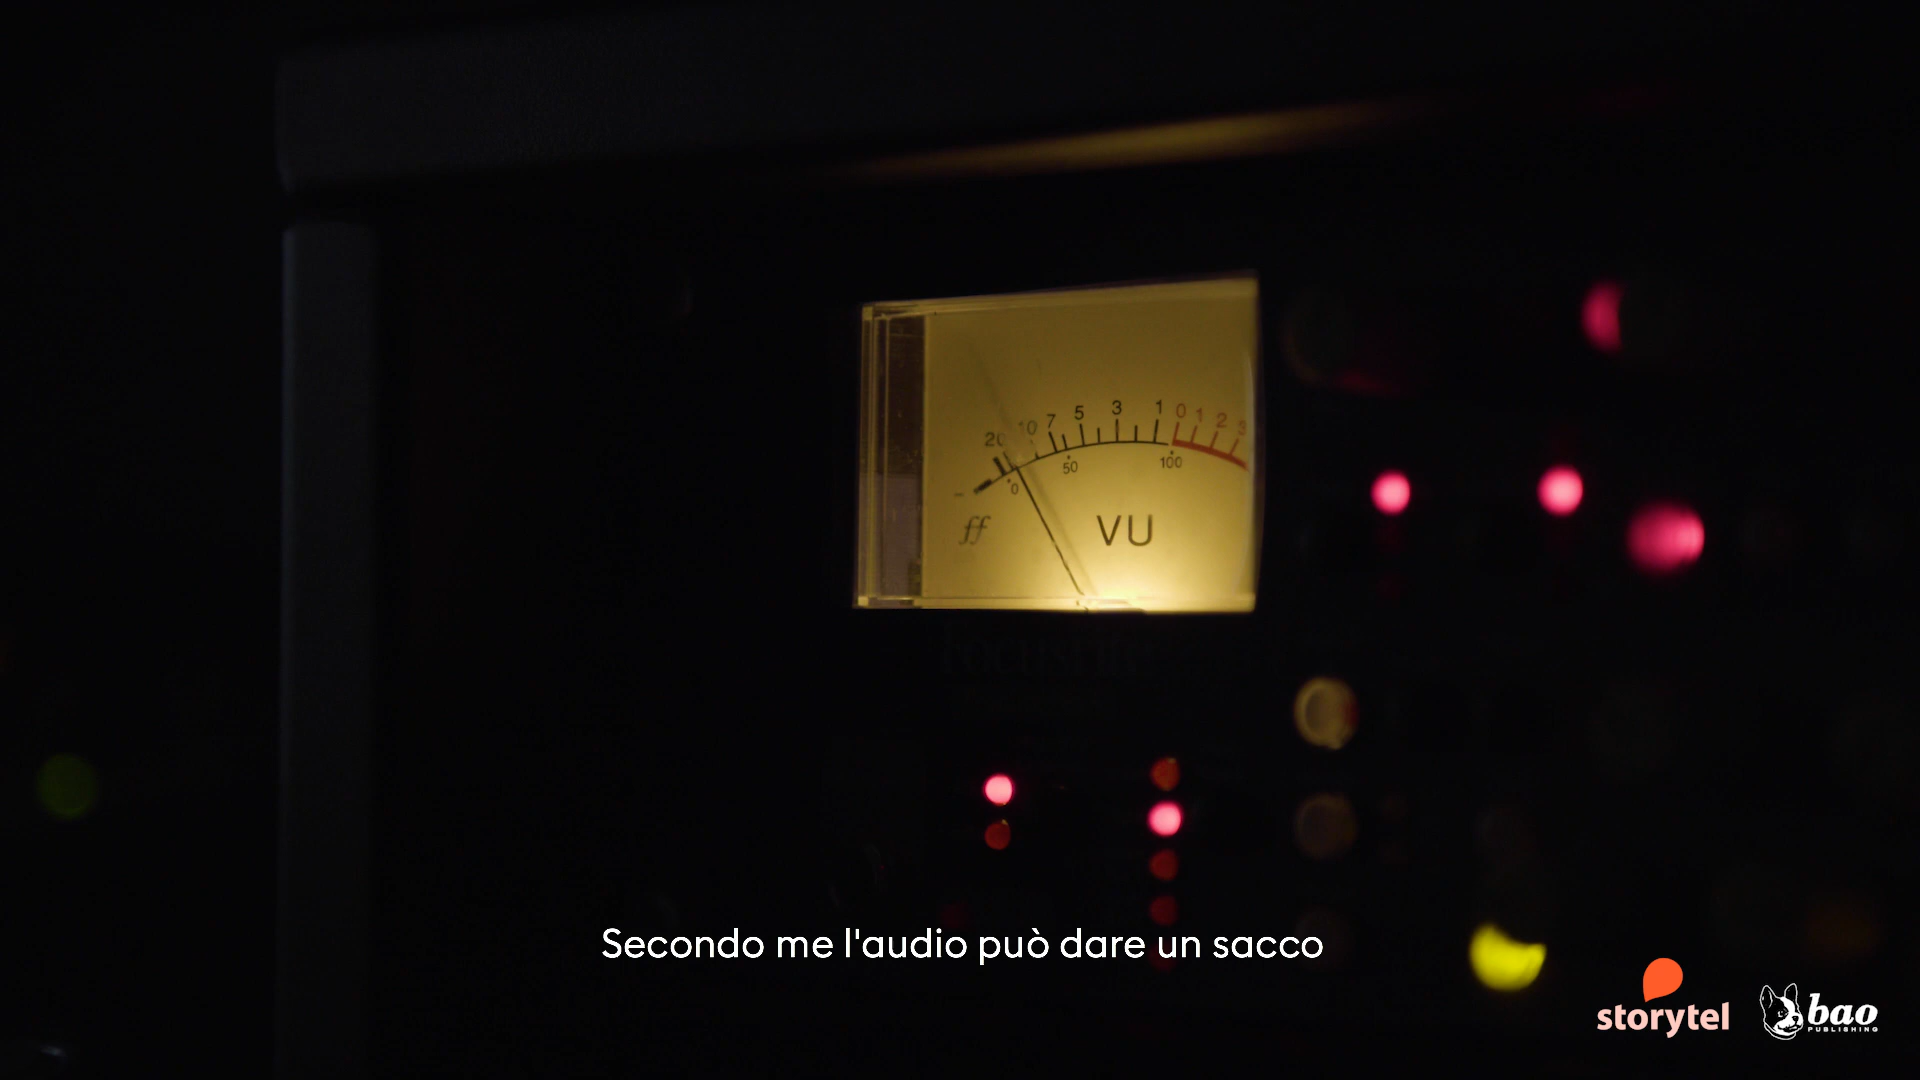 20 10 7 5 3 1 0 1 2 3
0 50 100
ff
VU
Secondo me l'audio può dare un sacco
storytel
bao
PUBLISHING